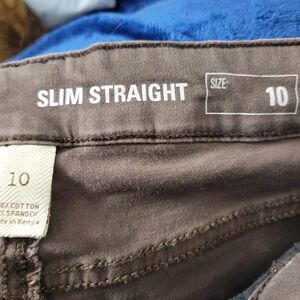 SLIM STRAIGHT
SIZE:
10
10
COTTON
SPANDEX
in Kenya